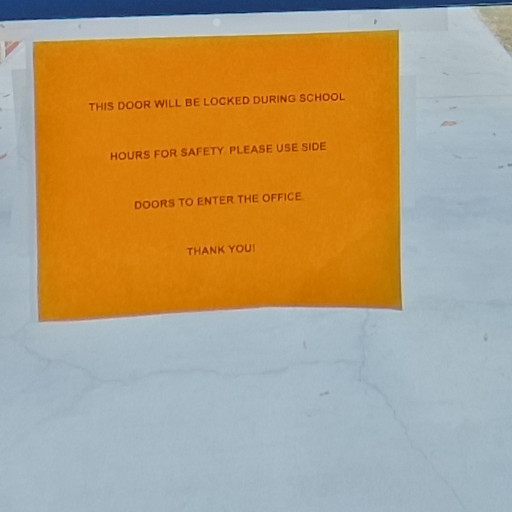 THIS DOOR WILL BE LOCKED DURING SCHOOL
HOURS FOR SAFETY. PLEASE USE SIDE
DOORS TO ENTER THE OFFICE.
THANK YOU!